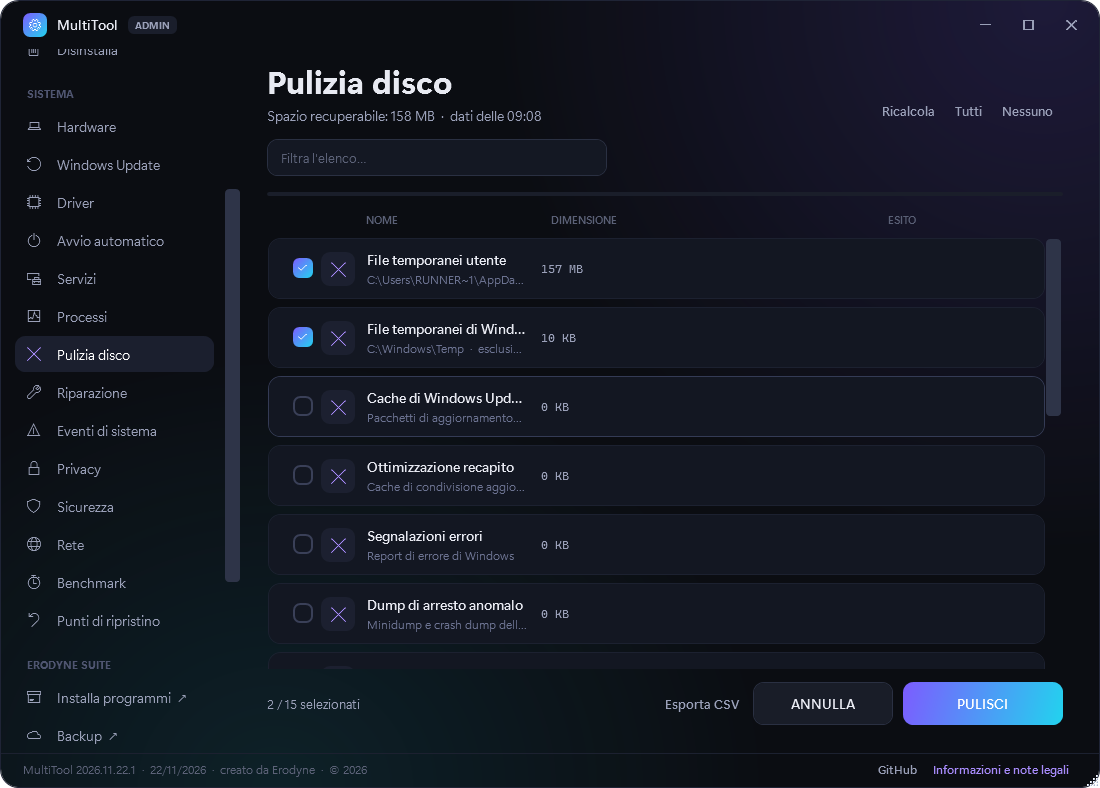 MultiTool ADMIN
Disinstalla
SISTEMA
Hardware
Windows Update
Driver
Avvio automatico
Servizi
Processi
Pulizia disco
Riparazione
Eventi di sistema
Privacy
Sicurezza
Rete
Benchmark
Punti di ripristino
ERODYNE SUITE
Installa programmi ↗
Backup ↗
Pulizia disco
Spazio recuperabile: 158 MB · dati delle 09:08
Ricalcola Tutti Nessuno
Filtra l'elenco...
NOME DIMENSIONE ESITO
File temporanei utente
C:\Users\RUNNER~1\AppDa...
157 MB
File temporanei di Wind...
C:\Windows\Temp · esclusi...
10 KB
Cache di Windows Upd...
Pacchetti di aggiornamento...
0 KB
Ottimizzazione recapito
Cache di condivisione aggio...
0 KB
Segnalazioni errori
Report di errore di Windows
0 KB
Dump di arresto anomalo
Minidump e crash dump dell...
0 KB
2 / 15 selezionati
Esporta CSV ANNULLA PULISCI
MultiTool 2026.11.22.1 · 22/11/2026 · creato da Erodyne · © 2026
GitHub Informazioni e note legali